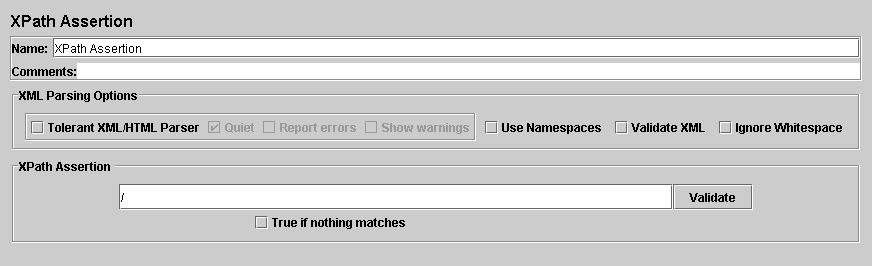 XPath Assertion
Name: XPath Assertion
Comments:
XML Parsing Options
Tolerant XML/HTML Parser Quiet Report errors Show warnings Use Namespaces Validate XML Ignore Whitespace
XPath Assertion
/ Validate
True if nothing matches